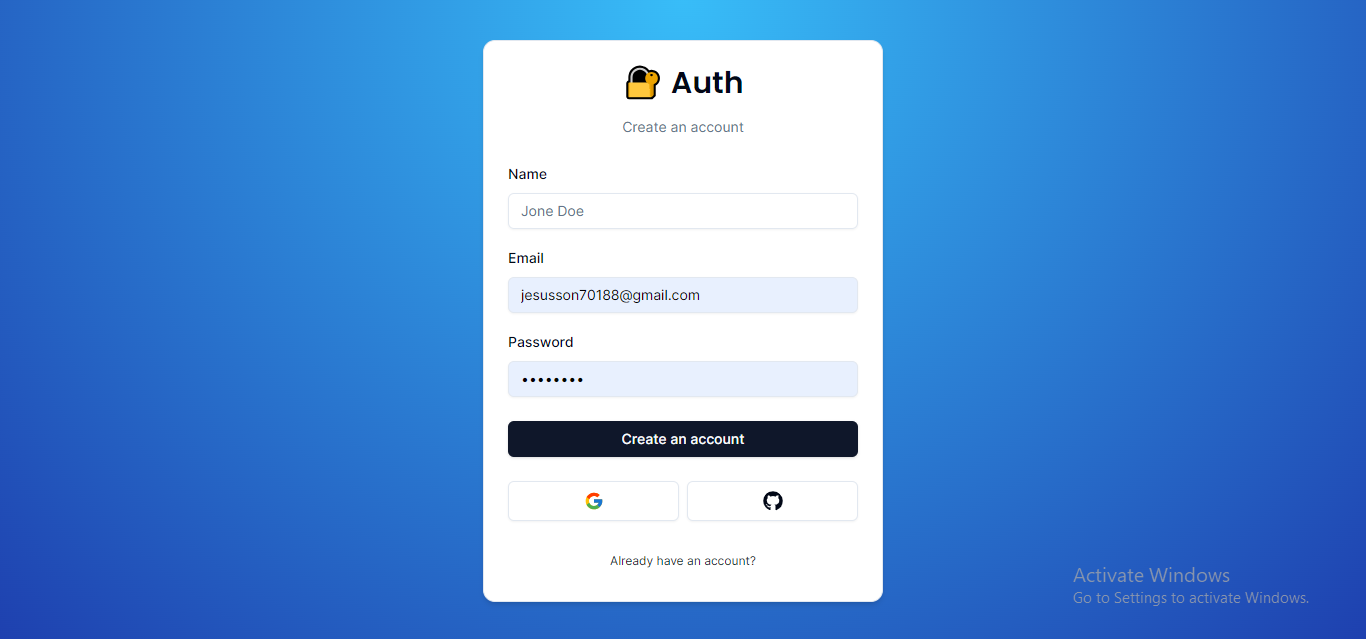 Auth
Create an account
Name
Jone Doe
Email
jesusson70188@gmail.com
Password
••••••••
Create an account
Already have an account?
Activate Windows
Go to Settings to activate Windows.